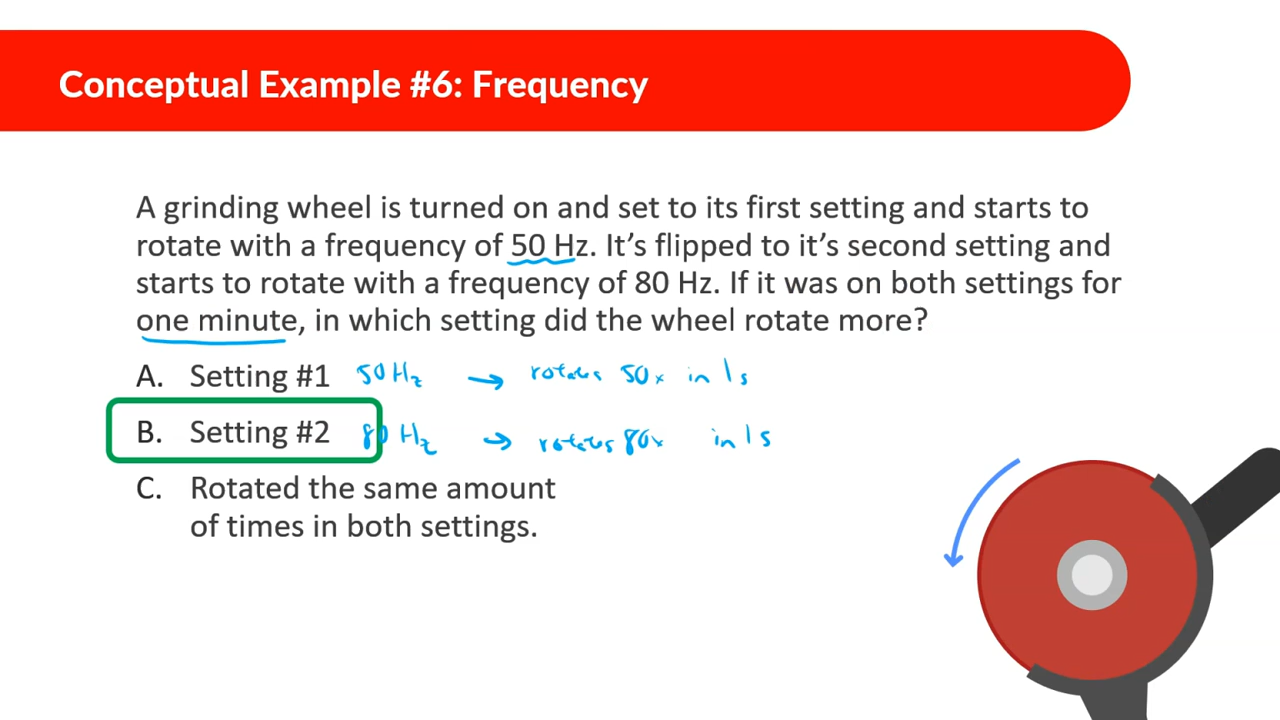 Conceptual Example #6: Frequency
A grinding wheel is turned on and set to its first setting and starts to
rotate with a frequency of 50 Hz. It’s flipped to it’s second setting and
starts to rotate with a frequency of 80 Hz. If it was on both settings for
one minute, in which setting did the wheel rotate more?
A. Setting #1 50 Hz → rotates 50x in 1s
B. Setting #2 80 Hz → rotates 80x in 1s
C. Rotated the same amount
of times in both settings.